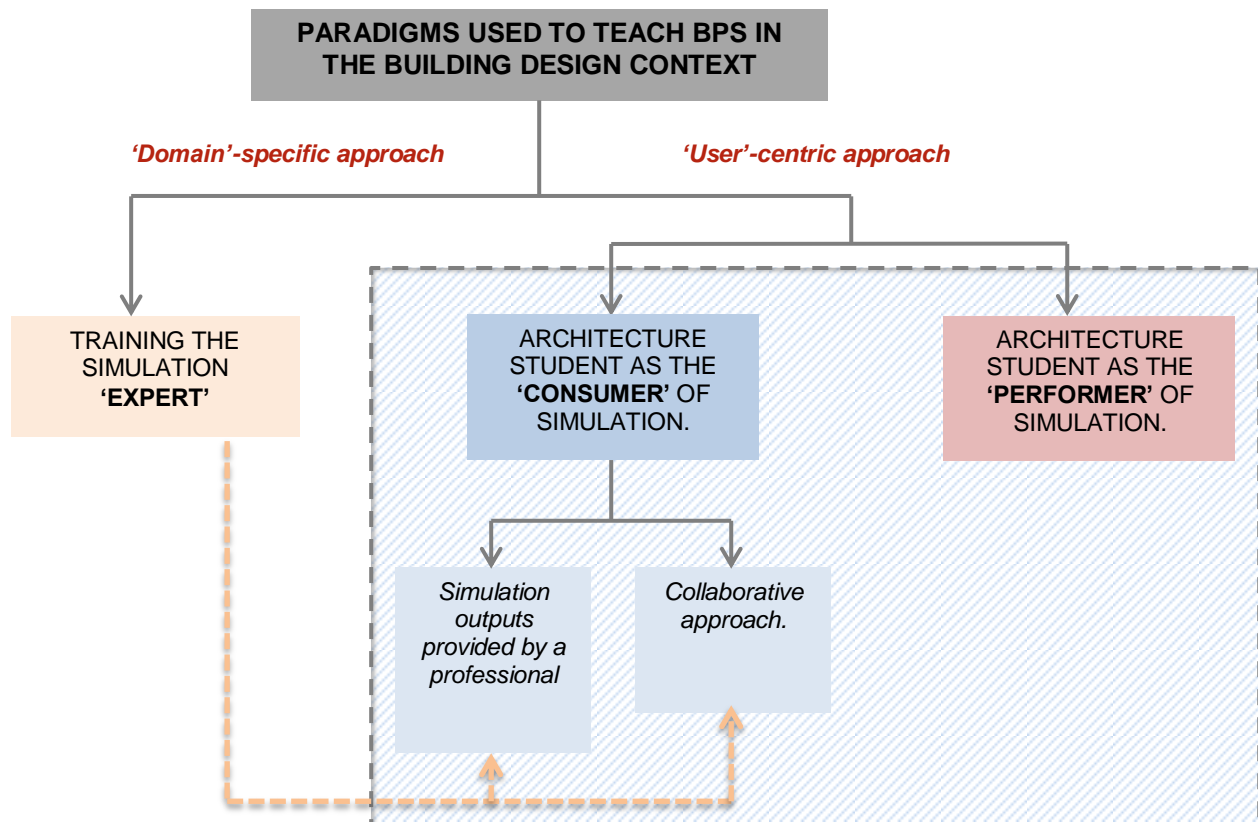 PARADIGMS USED TO TEACH BPS IN
THE BUILDING DESIGN CONTEXT
‘Domain’-specific approach
‘User’-centric approach
TRAINING THE
SIMULATION
‘EXPERT’
ARCHITECTURE
STUDENT AS THE
‘CONSUMER’ OF
SIMULATION.
ARCHITECTURE
STUDENT AS THE
‘PERFORMER’ OF
SIMULATION.
Simulation
outputs
provided by a
professional
Collaborative
approach.